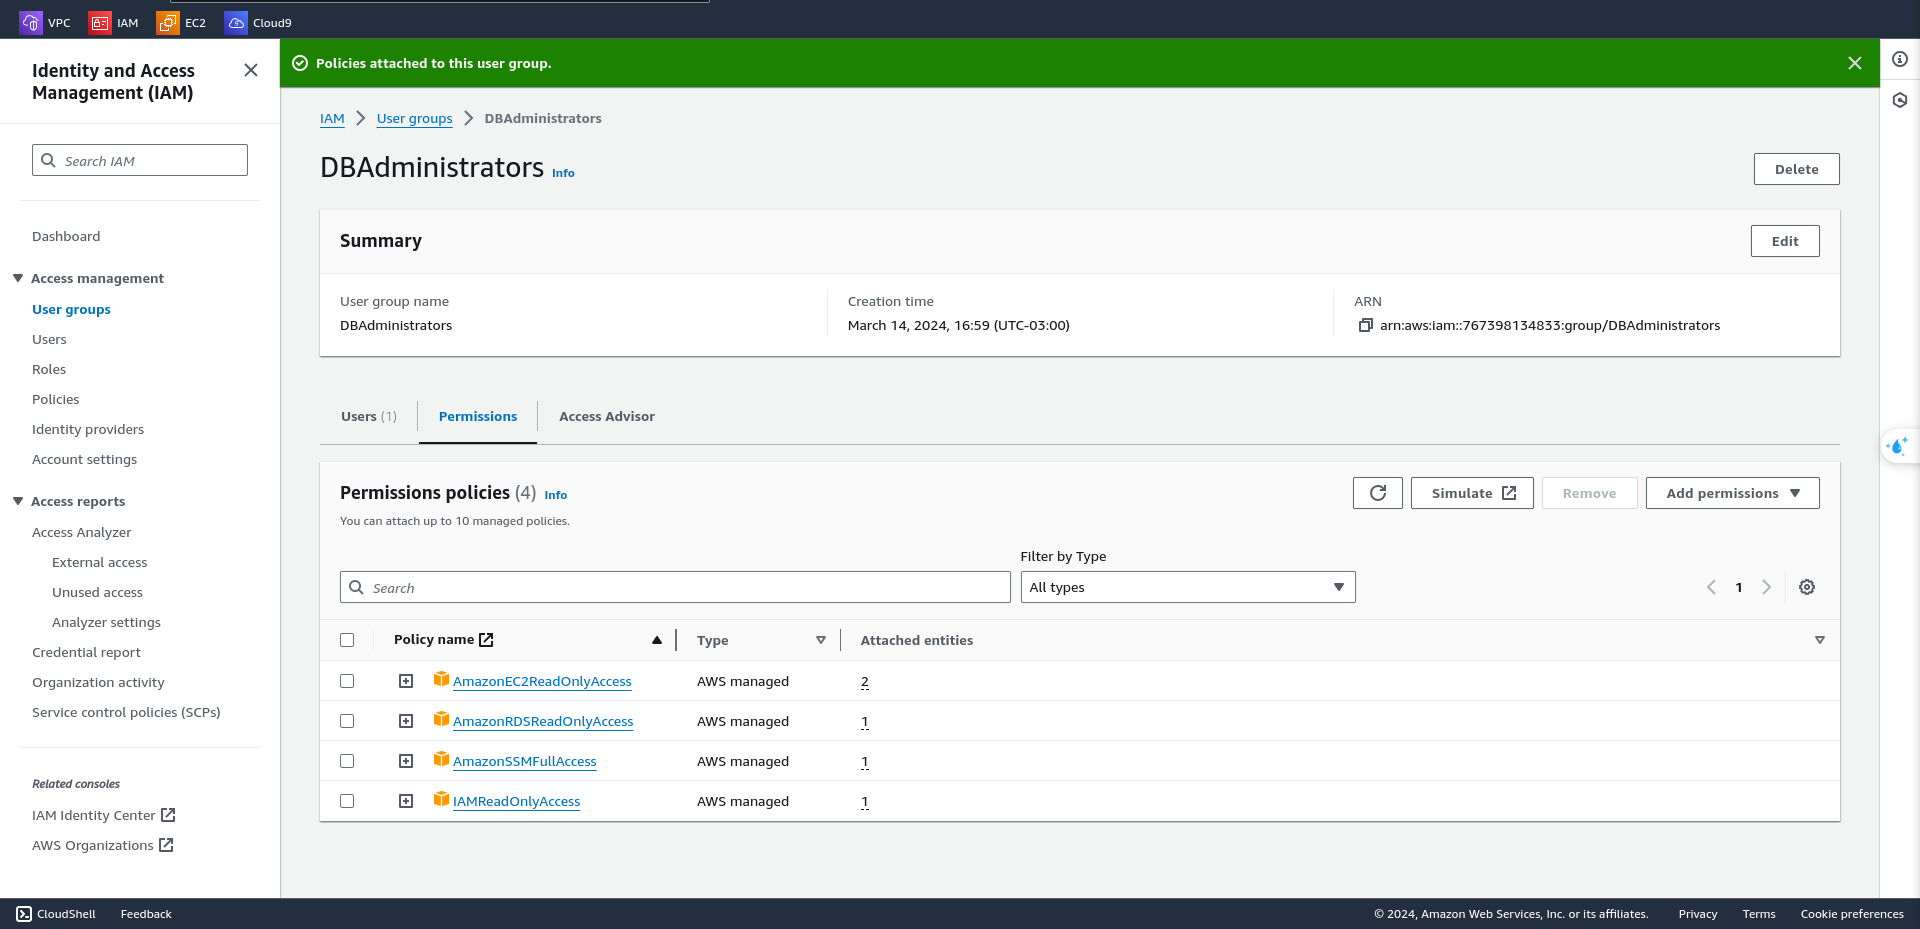 VPC IAM EC2 Cloud9
Identity and Access
Management (IAM)
Search IAM
Dashboard
Access management
User groups
Users
Roles
Policies
Identity providers
Account settings
Access reports
Access Analyzer
External access
Unused access
Analyzer settings
Credential report
Organization activity
Service control policies (SCPs)
Related consoles
IAM Identity Center
AWS Organizations
Policies attached to this user group.
IAM User groups DBAdministrators
DBAdministrators Info
Delete
Summary
Edit
User group name
DBAdministrators
Creation time
March 14, 2024, 16:59 (UTC-03:00)
ARN
arn:aws:iam::767398134833:group/DBAdministrators
Users (1) Permissions Access Advisor
Permissions policies (4) Info
You can attach up to 10 managed policies.
Simulate Remove Add permissions
Filter by Type
Search
All types
1
Policy name Type Attached entities
AmazonEC2ReadOnlyAccess AWS managed 2
AmazonRDSReadOnlyAccess AWS managed 1
AmazonSSMFullAccess AWS managed 1
IAMReadOnlyAccess AWS managed 1
CloudShell Feedback © 2024, Amazon Web Services, Inc. or its affiliates. Privacy Terms Cookie preferences